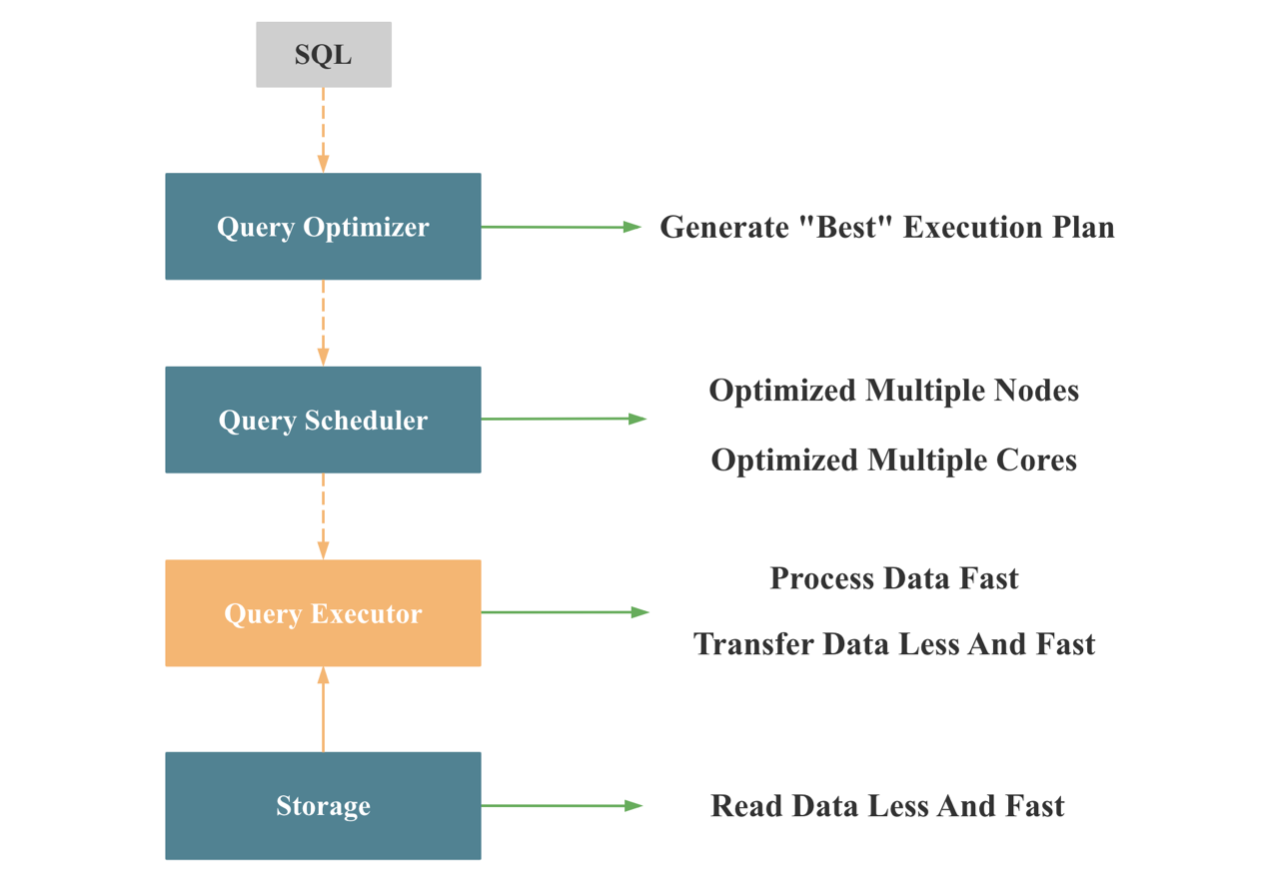 SQL
Query Optimizer
Generate "Best" Execution Plan
Query Scheduler
Optimized Multiple Nodes
Optimized Multiple Cores
Query Executor
Process Data Fast
Transfer Data Less And Fast
Storage
Read Data Less And Fast